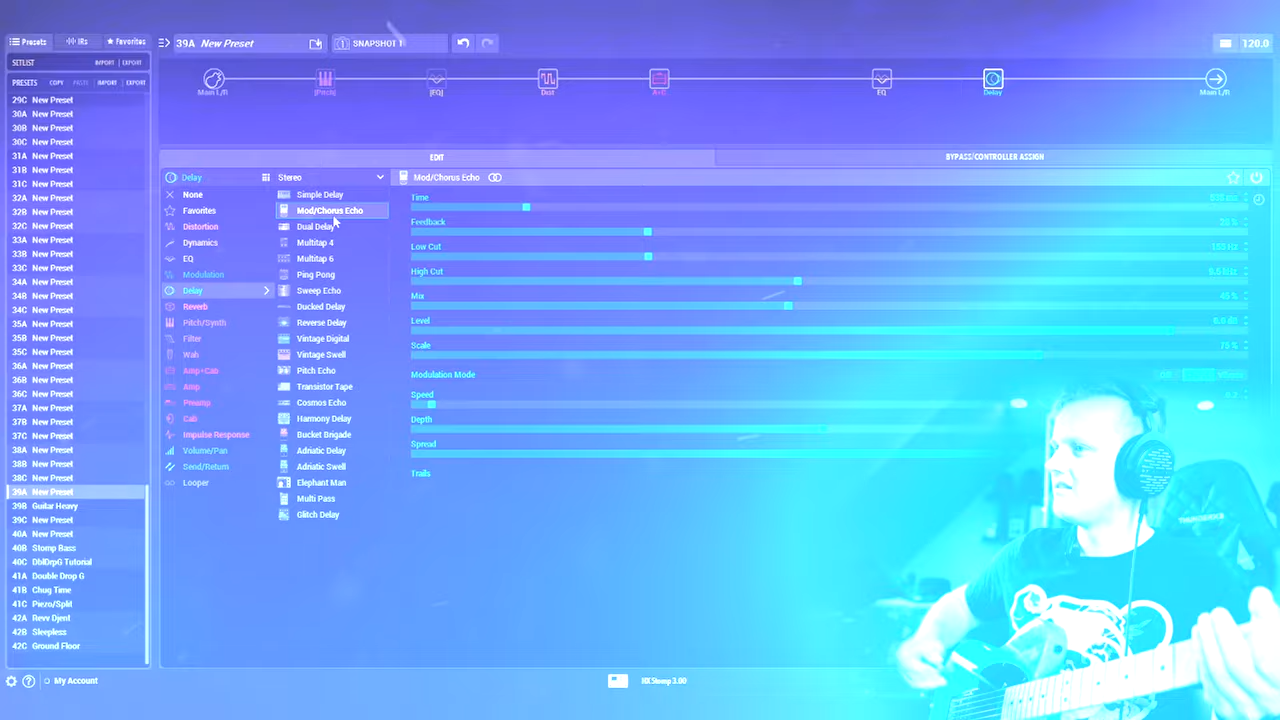 Presets IRs Favorites
39A New Preset
SNAPSHOT 1
120.0
SETLIST IMPORT EXPORT
PRESETS COPY PASTE IMPORT EXPORT
29C New Preset
30A New Preset
30B New Preset
30C New Preset
31A New Preset
31B New Preset
31C New Preset
32A New Preset
32B New Preset
32C New Preset
33A New Preset
33B New Preset
33C New Preset
34A New Preset
34B New Preset
34C New Preset
35A New Preset
35B New Preset
35C New Preset
36A New Preset
36B New Preset
36C New Preset
37A New Preset
37B New Preset
37C New Preset
38A New Preset
38B New Preset
38C New Preset
39A New Preset
39B Guitar Heavy
39C New Preset
40A New Preset
40B Stomp Bass
40C DblDrpG Tutorial
41A Double Drop G
41B Chug Time
41C Piezo/Split
42A Revv Djent
42B Sleepless
42C Ground Floor
My Account
Main L/R
[Pitch]
[EQ]
Dist
A+C
EQ
Delay
Main L/R
EDIT
BYPASS/CONTROLLER ASSIGN
Delay
None
Favorites
Distortion
Dynamics
EQ
Modulation
Delay
Reverb
Pitch/Synth
Filter
Wah
Amp+Cab
Amp
Preamp
Cab
Impulse Response
Volume/Pan
Send/Return
Looper
Stereo
Simple Delay
Mod/Chorus Echo
Dual Delay
Multitap 4
Multitap 6
Ping Pong
Sweep Echo
Ducked Delay
Reverse Delay
Vintage Digital
Vintage Swell
Pitch Echo
Transistor Tape
Cosmos Echo
Harmony Delay
Bucket Brigade
Adriatic Delay
Adriatic Swell
Elephant Man
Multi Pass
Glitch Delay
Mod/Chorus Echo
Time
Feedback
Low Cut
High Cut
Mix 45 %
Level 0.0 dB
Scale 75 %
Modulation Mode
Speed
Depth
Spread
Trails
HX Stomp 3.00